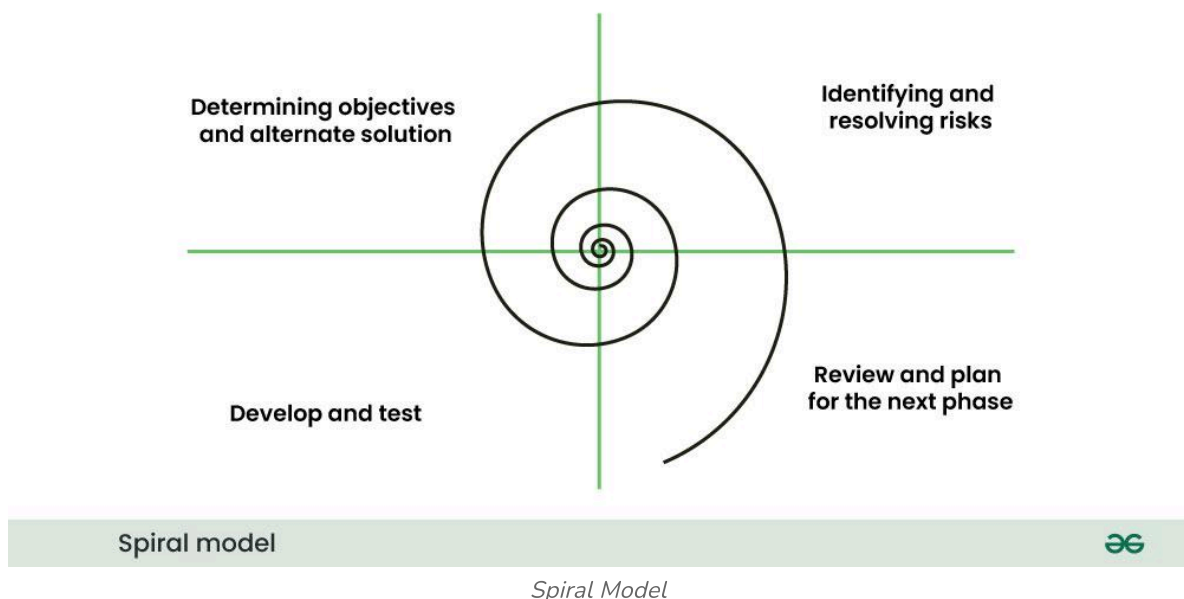 Determining objectives
and alternate solution
Identifying and
resolving risks
Develop and test
Review and plan
for the next phase
Spiral model
Spiral Model